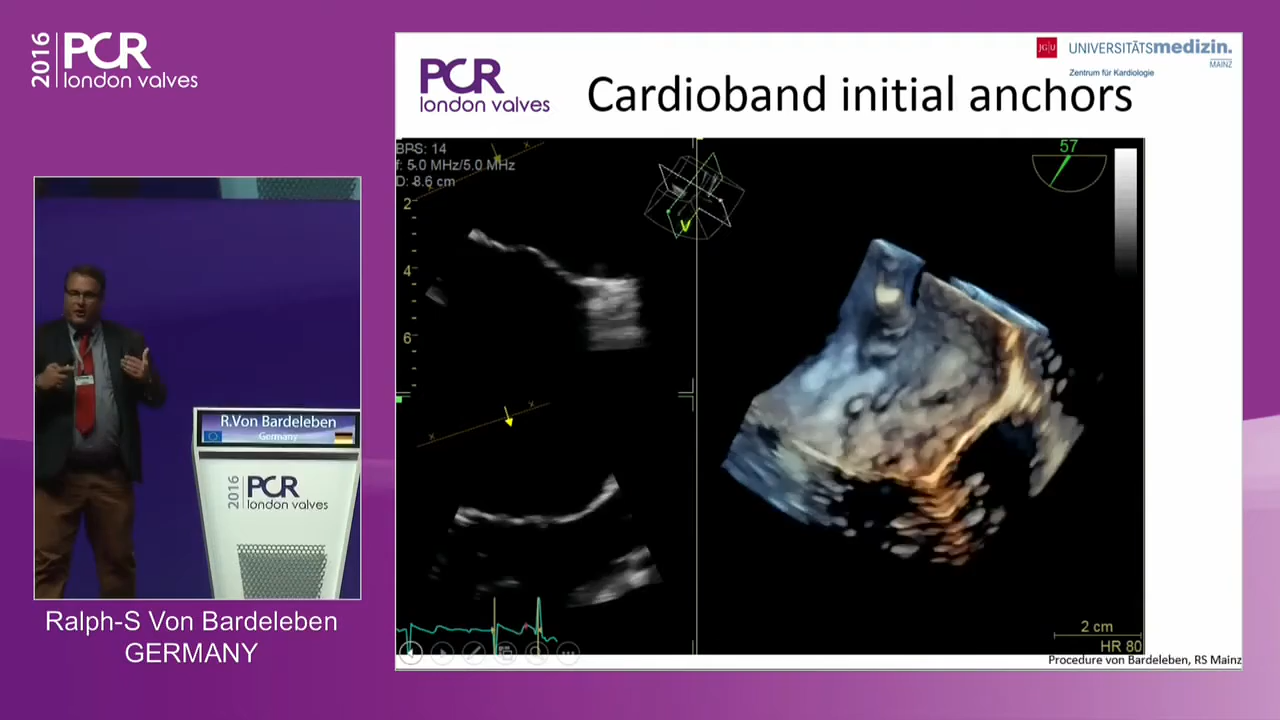 2016 PCR
london valves
R.Von Bardeleben
Germany
2016 PCR
london valves
Ralph-S Von Bardeleben
GERMANY
PCR
london valves
Cardioband initial anchors
JG|U UNIVERSITÄTSmedizin.
MAINZ
Zentrum für Kardiologie
BPS: 14
f: 5.0 MHz/5.0 MHz
D: 8.6 cm
2
4
6
V
57
2 cm
HR 80
Procedure von Bardeleben, RS Mainz